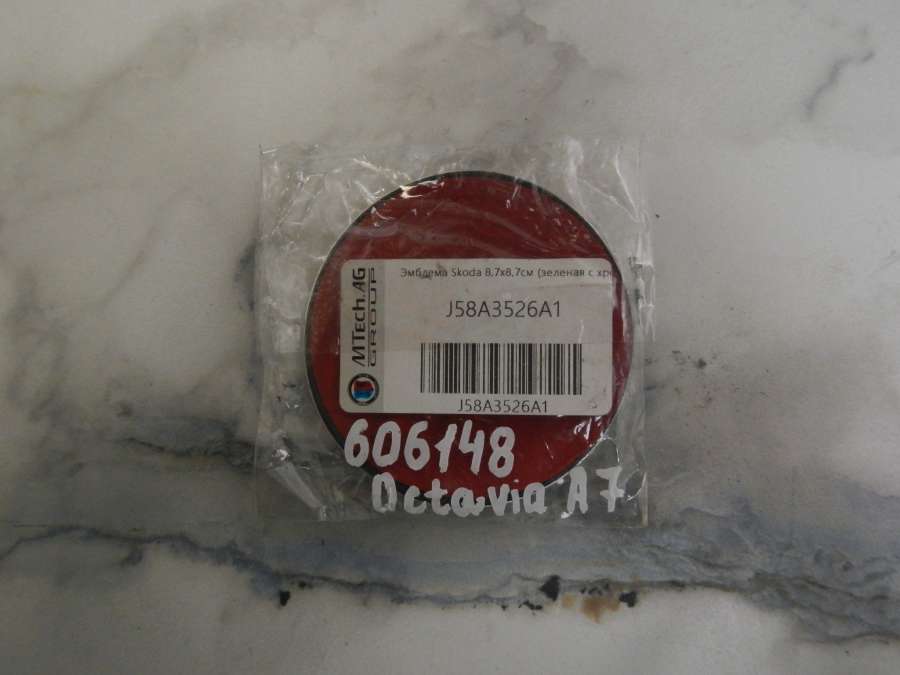 Эмблема Skoda 8,7x8,7см (зеленая с хро
J58A3526A1
MTech.AG
GROUP
J58A3526A1
606148
Octavia A7